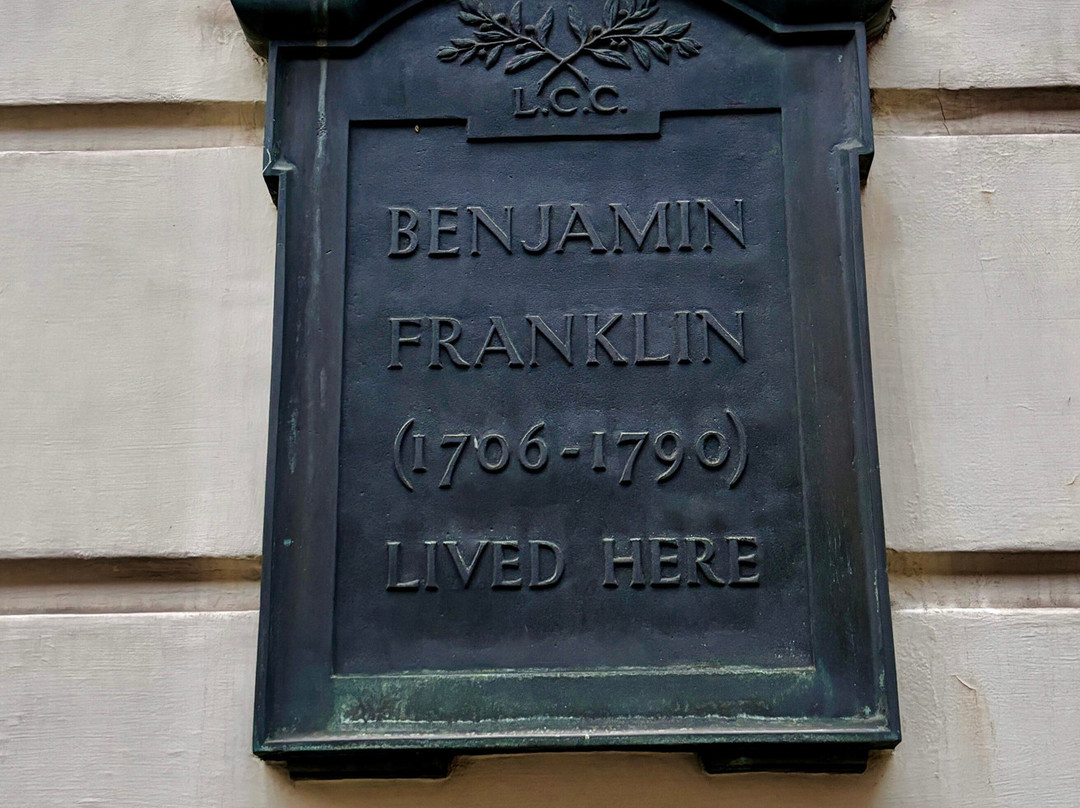 L.C.C.
BENJAMIN
FRANKLIN
(1706-1790)
LIVED HERE